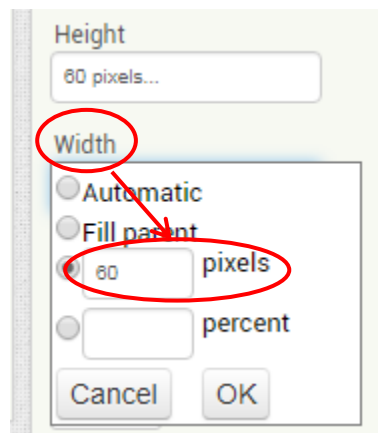 Height
60 pixels...
Width
Automatic
Fill parent
60 pixels
percent
Cancel OK